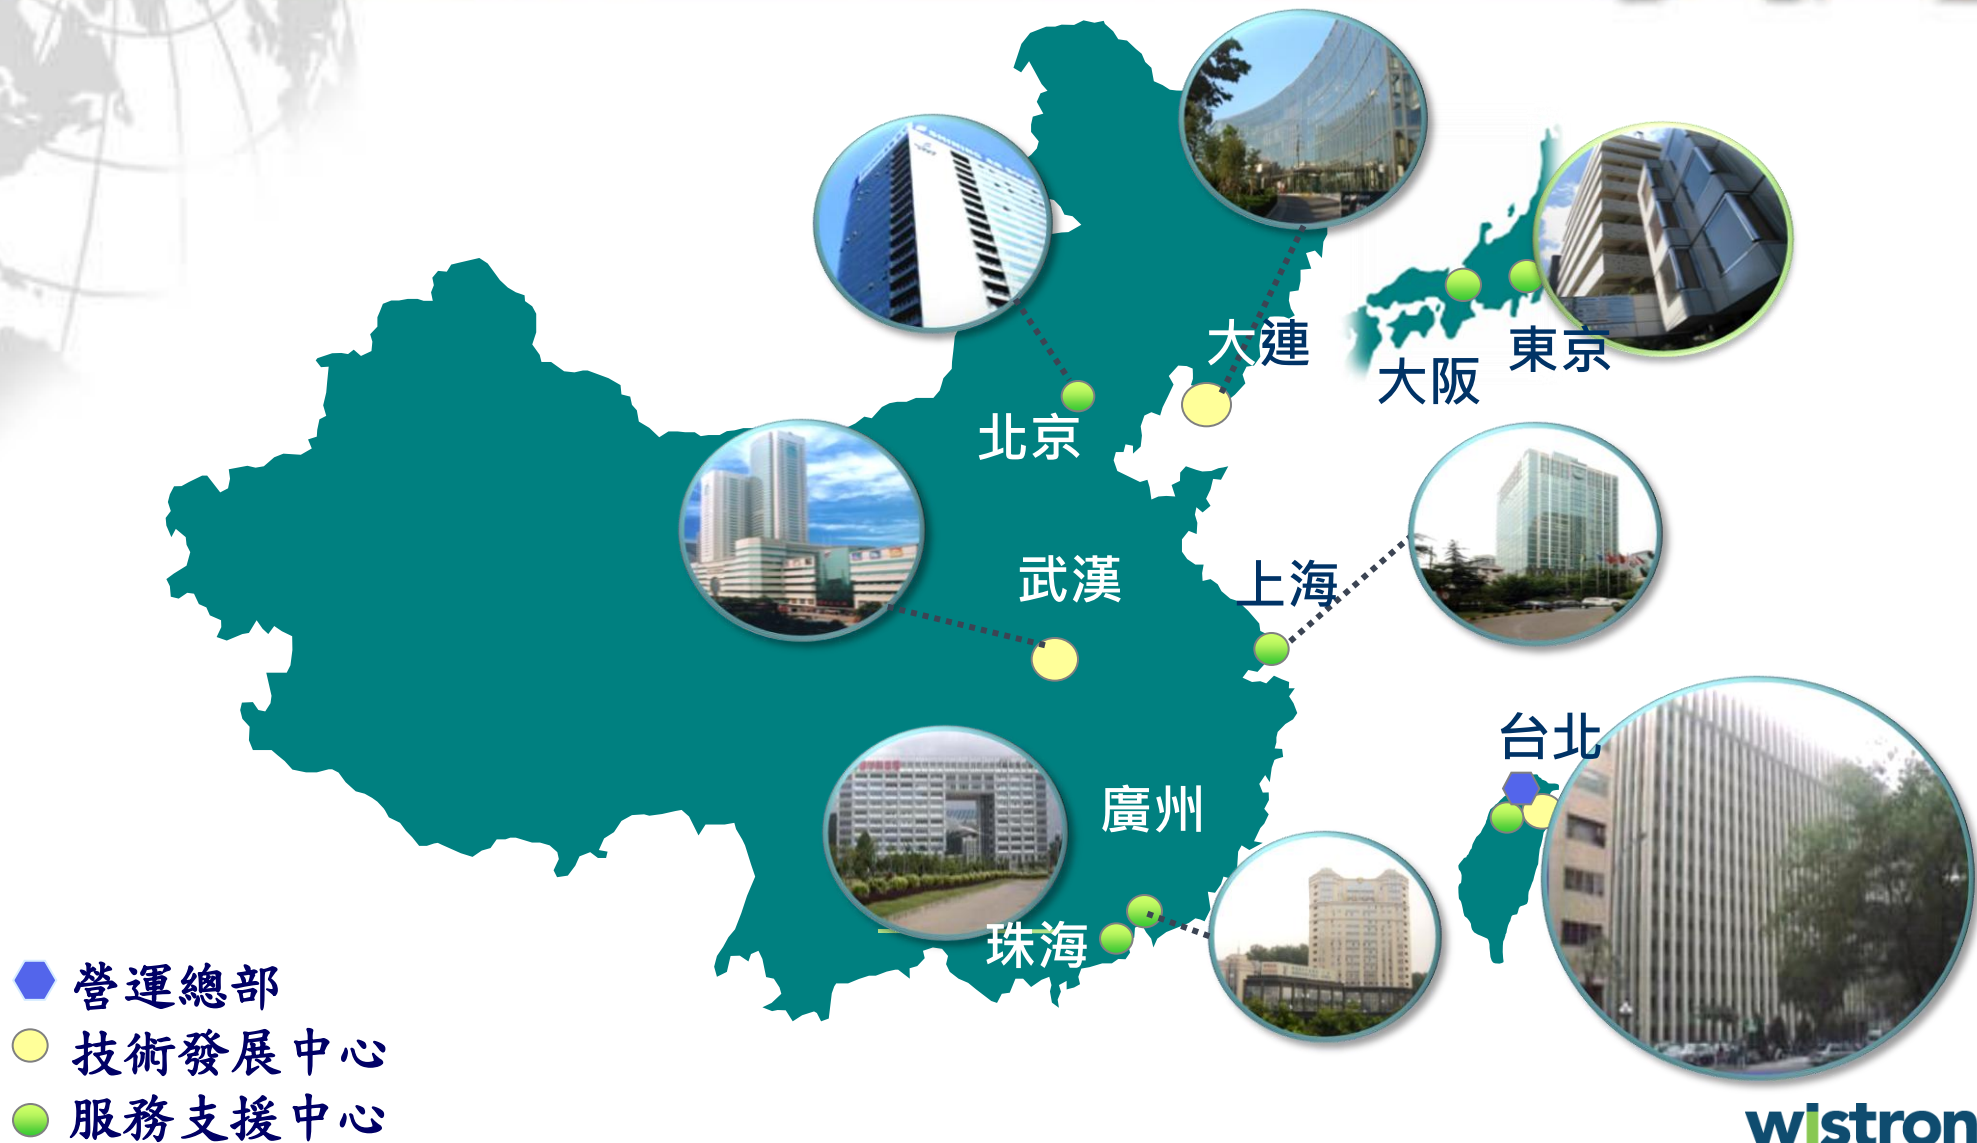 大連
東京
大阪
北京
武漢
上海
台北
廣州
珠海
營運總部
技術發展中心
服務支援中心
wistron